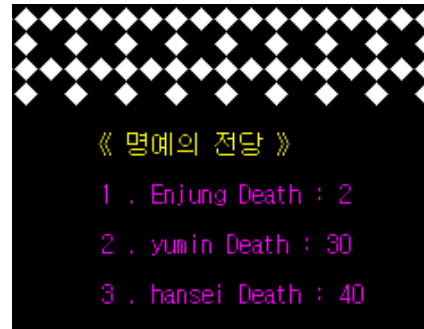 《 명예의 전당 》
1 . Enjung Death : 2
2 . yumin Death : 30
3 . hansei Death : 40